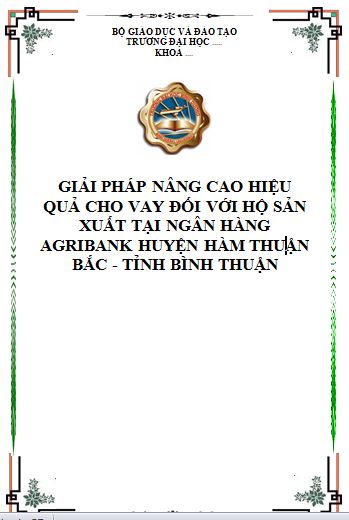 BỘ GIÁO DỤC VÀ ĐÀO TẠO
TRƯỜNG ĐẠI HỌC .....
KHOA ....
GIẢI PHÁP NÂNG CAO HIỆU
QUẢ CHO VAY ĐỐI VỚI HỘ SẢN
XUẤT TẠI NGÂN HÀNG
AGRIBANK HUYỆN HÀM THUẬN
BẮC - TỈNH BÌNH THUẬN